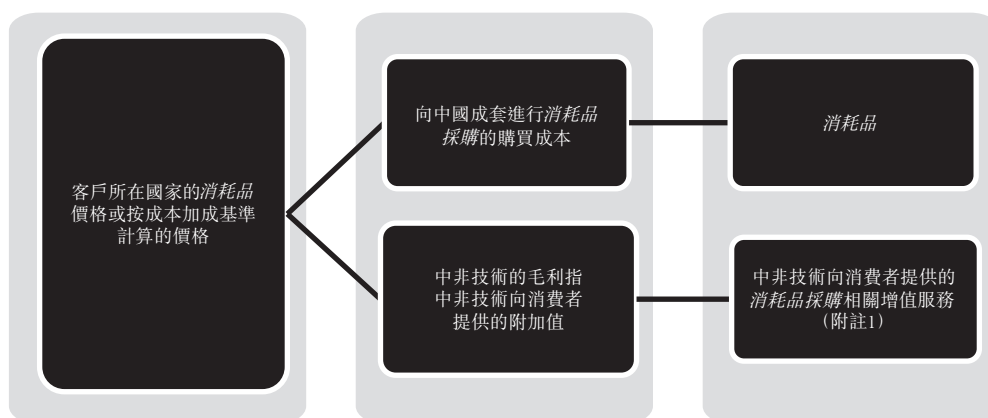 客戶所在國家的消耗品
價格或按成本加成基準
計算的價格
向中國成套進行消耗品
採購的購買成本
消耗品
中非技術的毛利指
中非技術向消費者
提供的附加值
中非技術向消費者提供的
消耗品採購相關增值服務
(附註1)